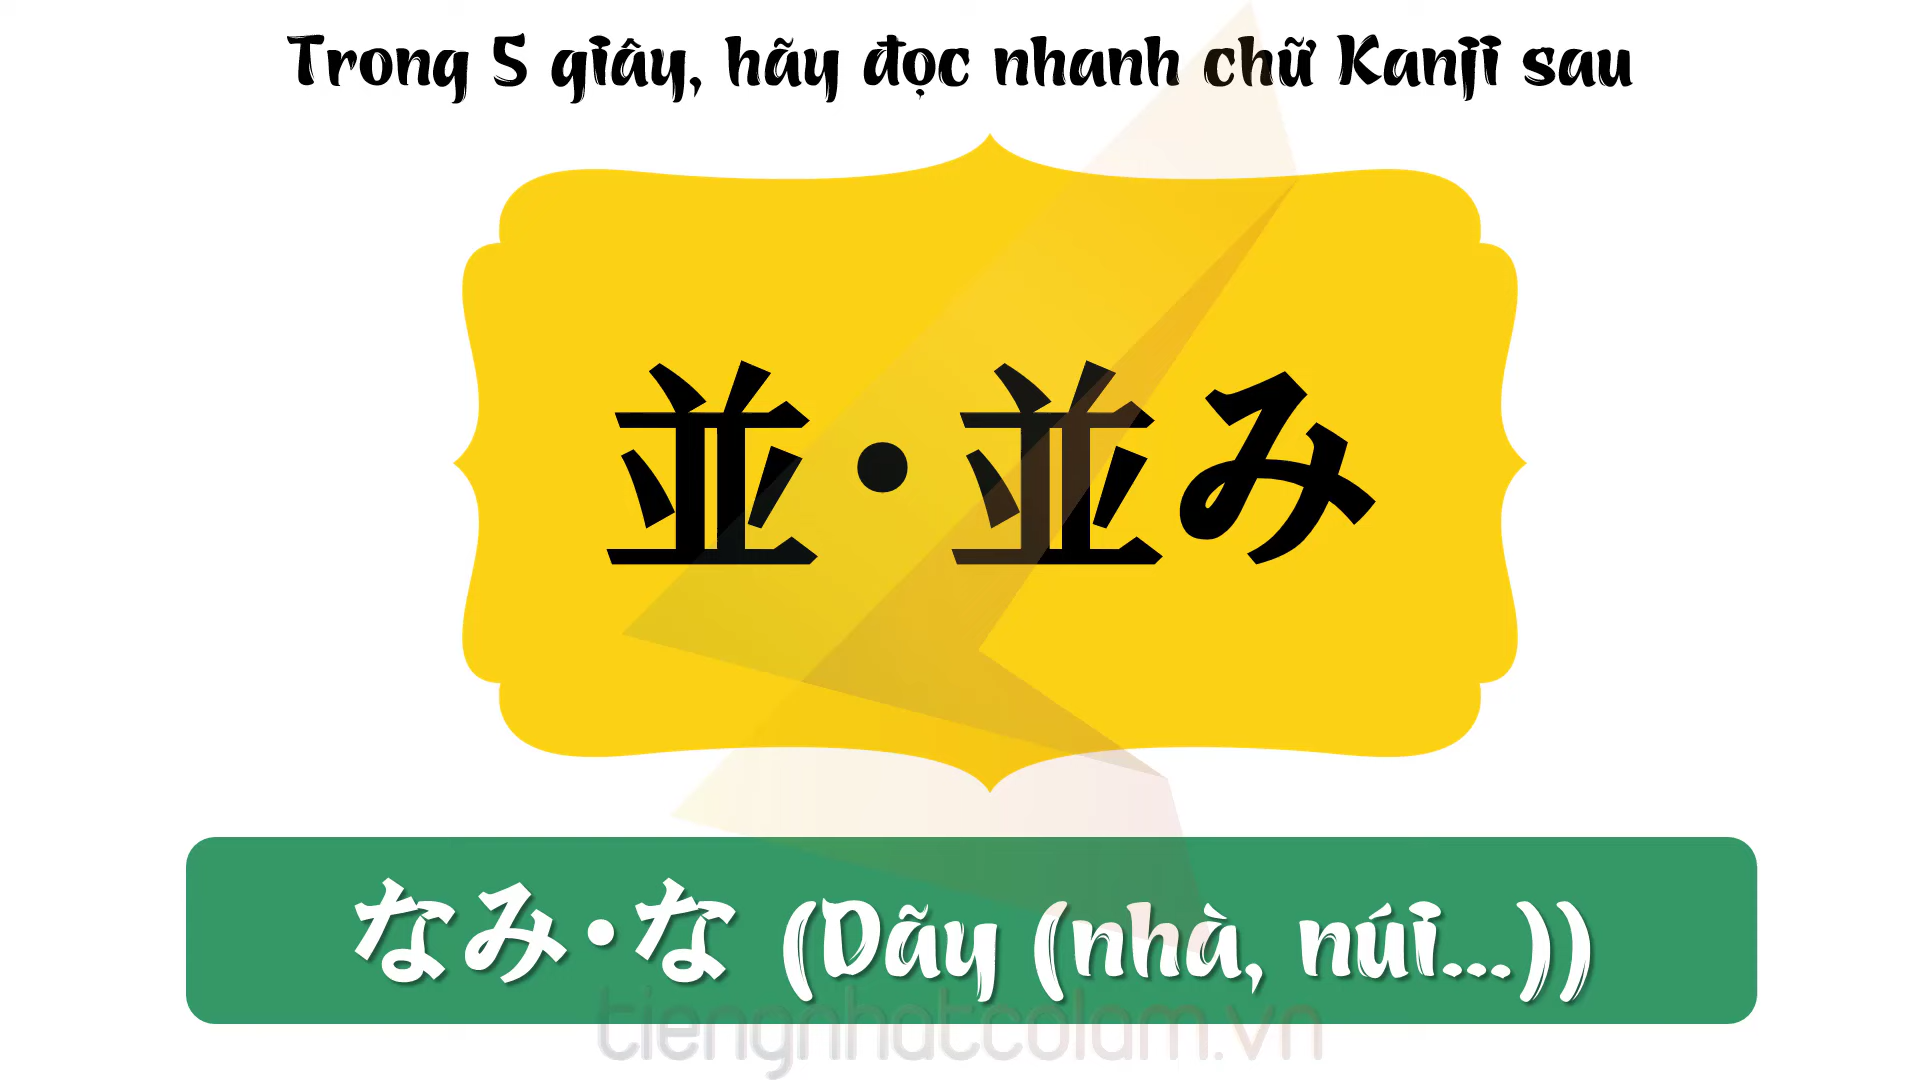 Trong 5 giây, hãy đọc nhanh chữ Kanji sau
並・並み
なみ・な (Dãy (nhà, núi...))
tiengnhatcolam.vn